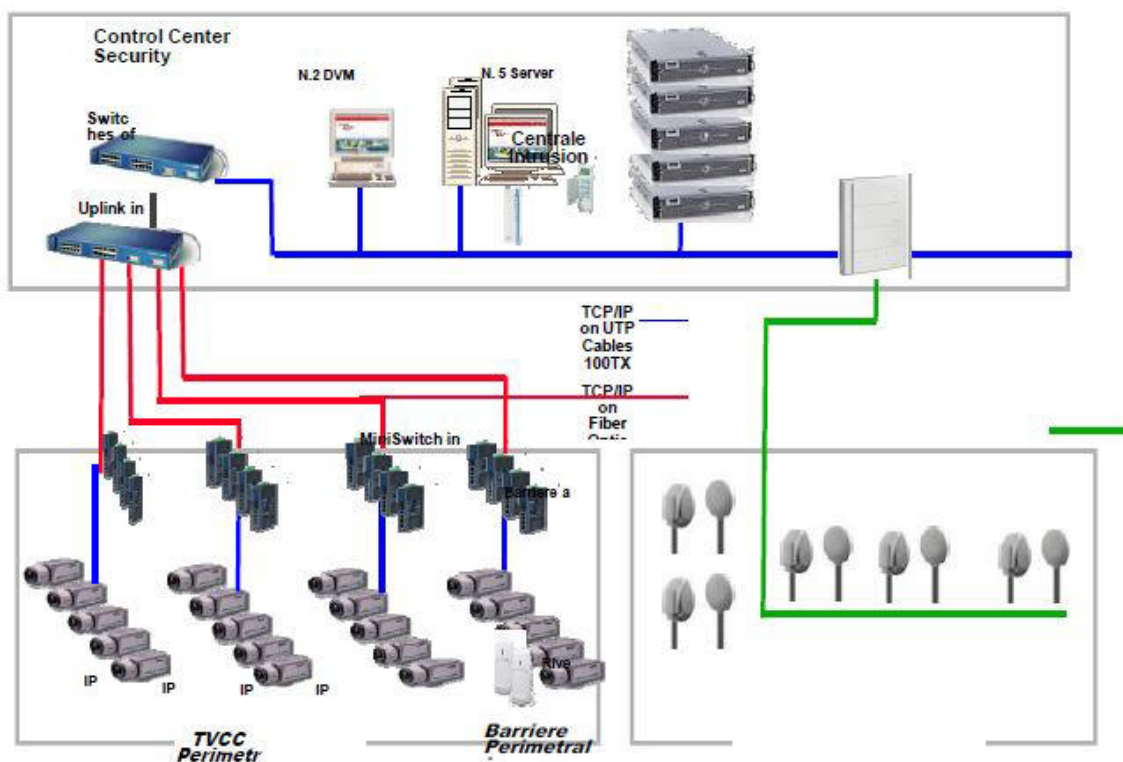 Control Center
Security
N.2 DVM
N. 5 Server
Switc
hes of
Centrale
Intrusion
Uplink in
TCP/IP
on UTP
Cables
100TX
TCP/IP
on
Fiber
MiniSwitch in
Barriere a
Rive
IP
IP
IP
IP
TVCC
Perimetr
Barriere
Perimetral